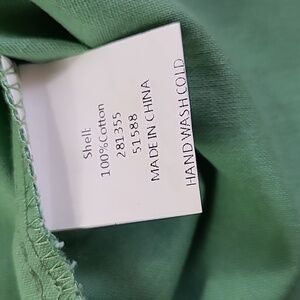 Shell:
100%Cotton
281355
51588
MADE IN CHINA
HAND WASH COLD